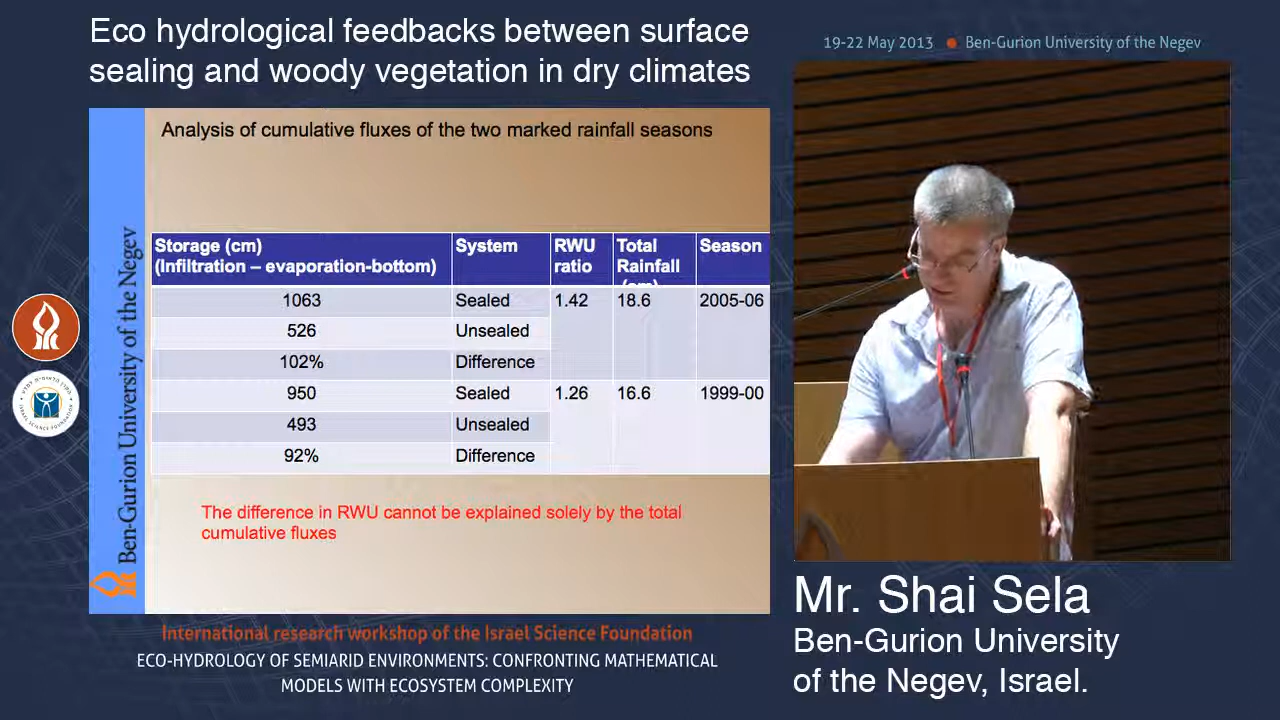 Eco hydrological feedbacks between surface
sealing and woody vegetation in dry climates
19-22 May 2013 ● Ben-Gurion University of the Negev
Analysis of cumulative fluxes of the two marked rainfall seasons
Ben-Gurion University of the Negev
Storage (cm) (Infiltration – evaporation-bottom) System RWU ratio Total Rainfall (cm) Season
1063 Sealed 1.42 18.6 2005-06
526 Unsealed
102% Difference
950 Sealed 1.26 16.6 1999-00
493 Unsealed
92% Difference
The difference in RWU cannot be explained solely by the total
cumulative fluxes
International research workshop of the Israel Science Foundation
ECO-HYDROLOGY OF SEMIARID ENVIRONMENTS: CONFRONTING MATHEMATICAL
MODELS WITH ECOSYSTEM COMPLEXITY
Mr. Shai Sela
Ben-Gurion University
of the Negev, Israel.